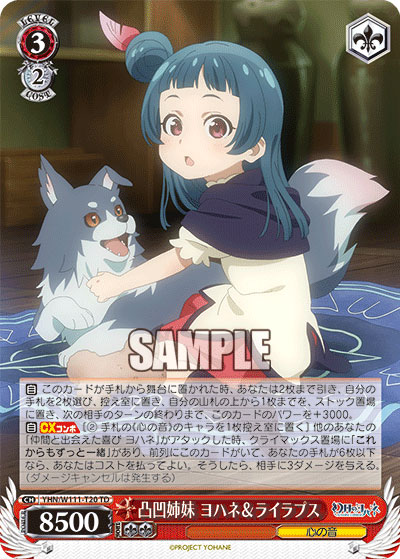 LEVEL
3
2
COST
SAMPLE
自 このカードが手札から舞台に置かれた時、あなたは2枚まで引き、自分の
手札を2枚選び、控え室に置き、自分の山札の上から1枚までを、ストック置場
に置き、次の相手のターンの終わりまで、このカードのパワーを+3000。
自 CXコンボ [② 手札の《心の音》のキャラを1枚控え室に置く] 他のあなたの
「仲間と出会えた喜び ヨハネ」がアタックした時、クライマックス置場に「これ
からもずーっと一緒」があり、前列にこのカードがいて、あなたの手札が6枚以下
なら、あなたはコストを払ってよい。そうしたら、相手に3ダメージを与える。
(ダメージキャンセルは発生する)
CH YHN/W111-T20 TD
8500
凸凹姉妹 ヨハネ&ライラプス
心の音
©PROJECT YOHANE